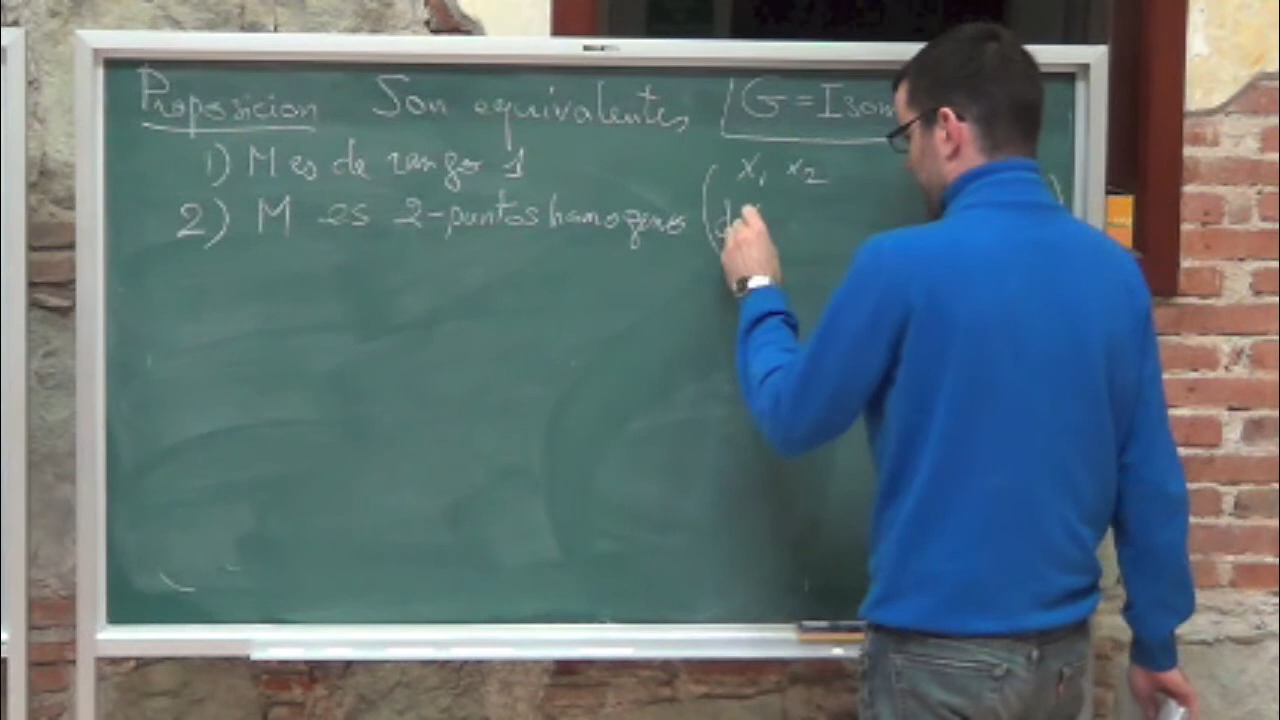 Proposicion Son equivalentes G = Isom
1) M es de rango 1
x₁ x₂
2) M es 2-puntos homogeneo (